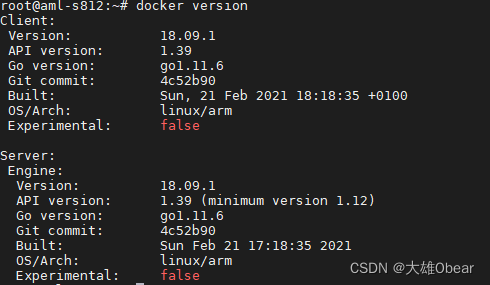 root@aml-s812:~# docker version
Client:
 Version:           18.09.1
 API version:       1.39
 Go version:        go1.11.6
 Git commit:        4c52b90
 Built:             Sun, 21 Feb 2021 18:18:35 +0100
 OS/Arch:           linux/arm
 Experimental:      false

Server:
 Engine:
  Version:          18.09.1
  API version:      1.39 (minimum version 1.12)
  Go version:       go1.11.6
  Git commit:       4c52b90
  Built:            Sun Feb 21 17:18:35 2021
  OS/Arch:          linux/arm
  Experimental:     false
CSDN @大雄Obear